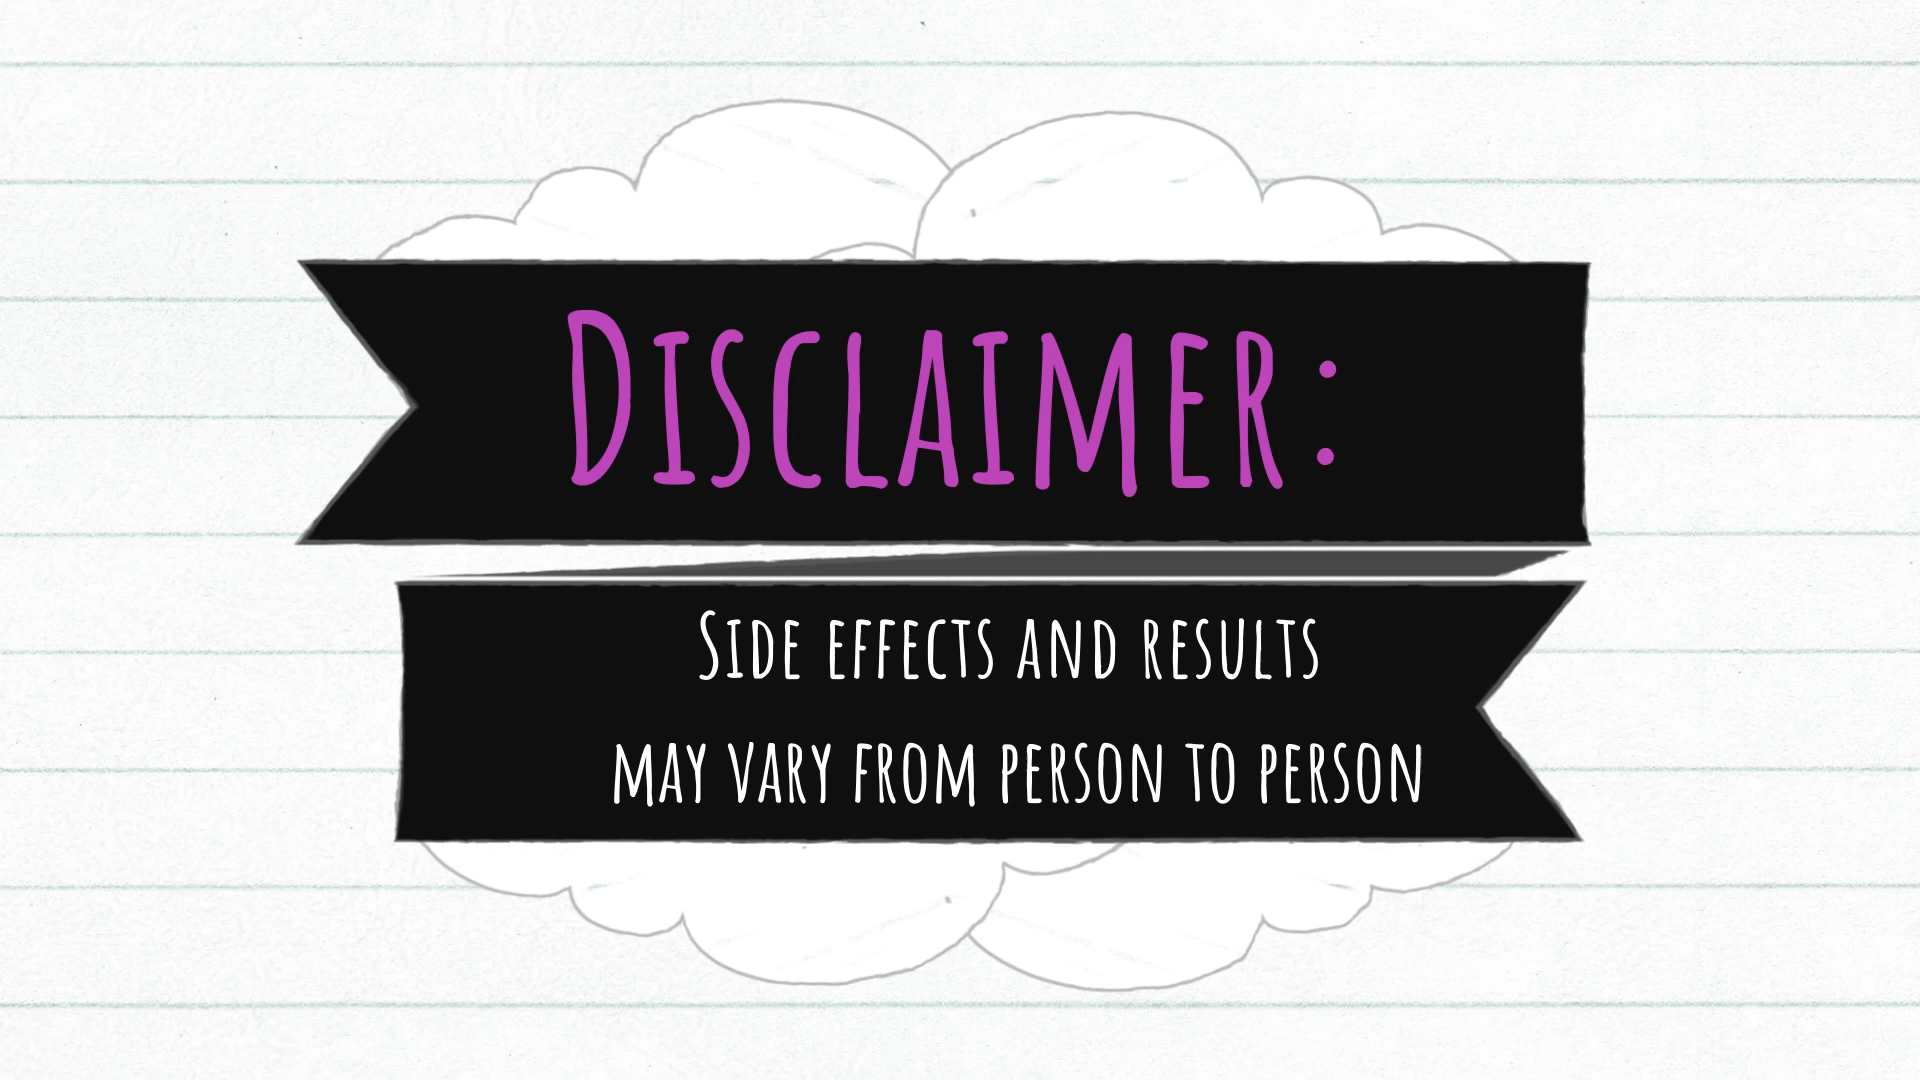 Disclaimer:
Side effects and results
may vary from person to person